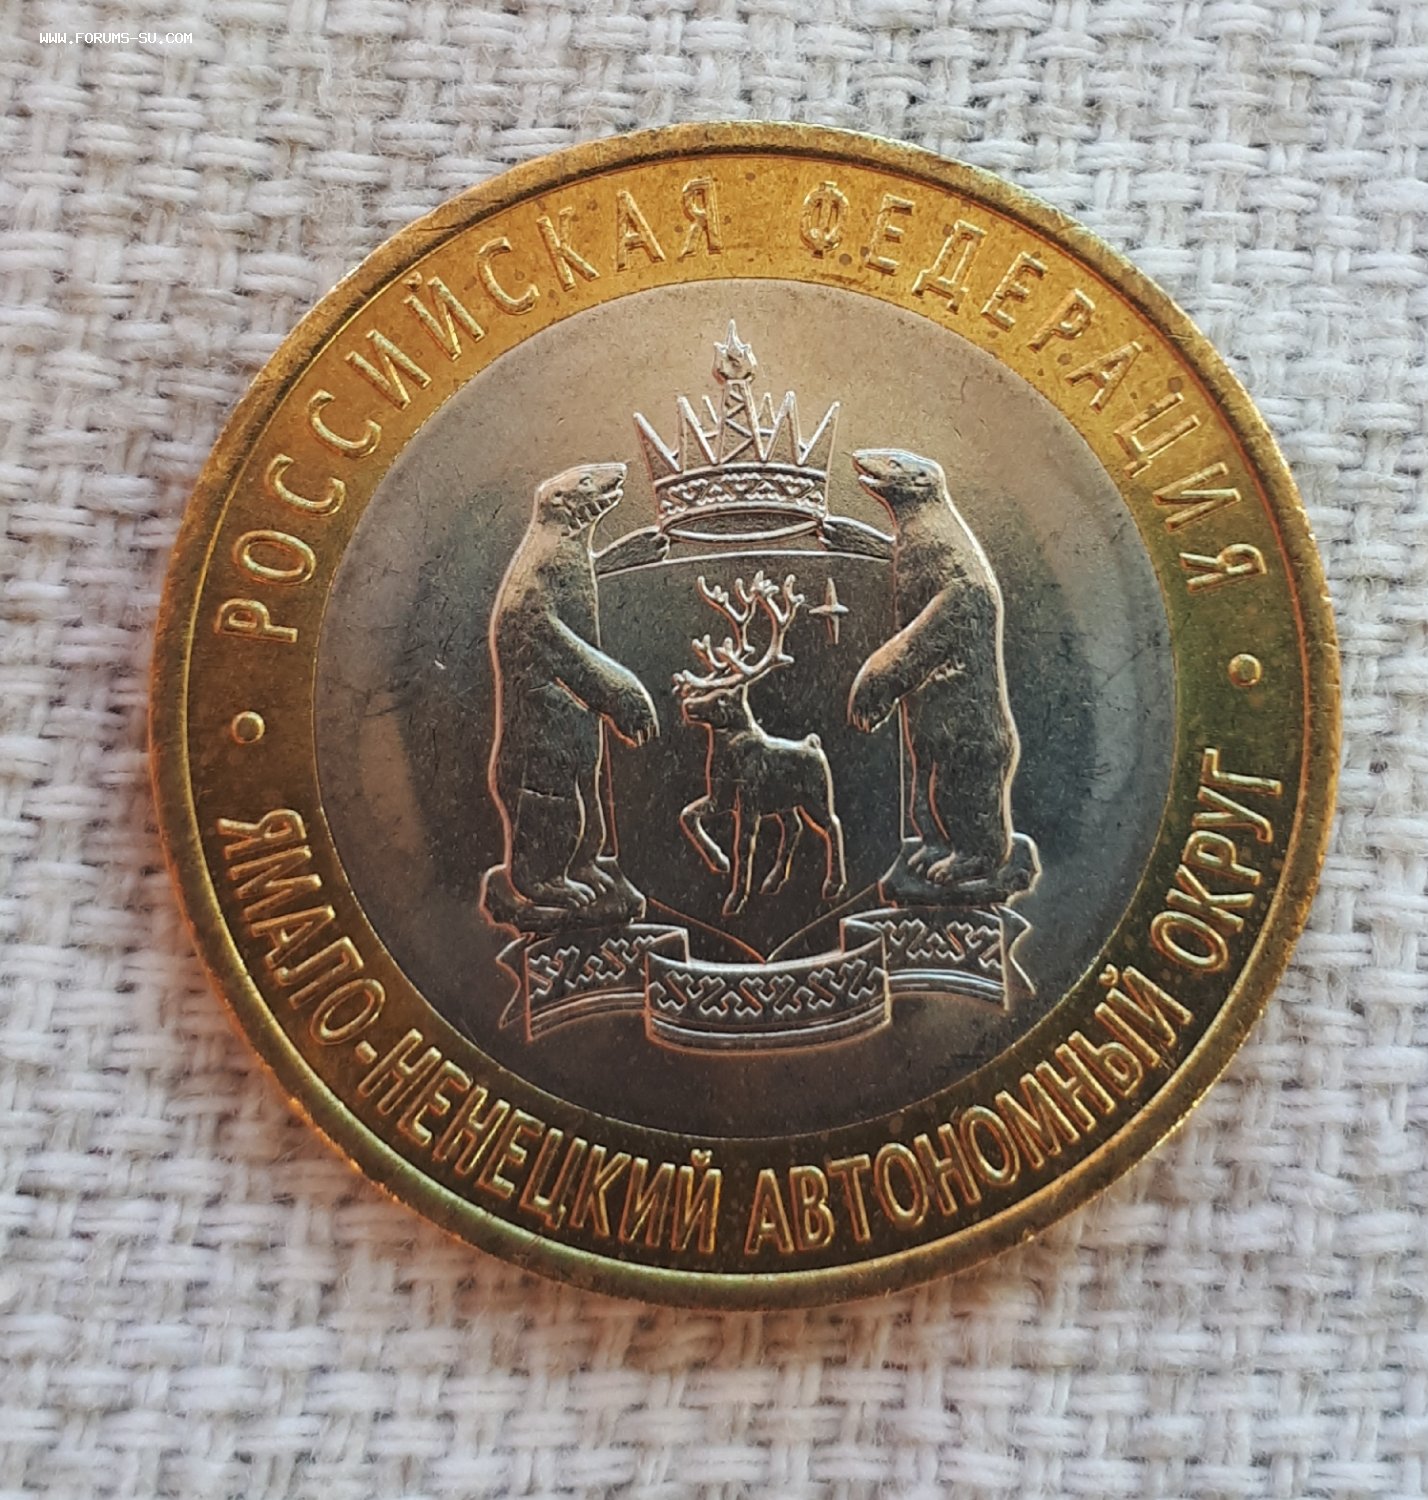 WWW.FORUMS-SU.COM
РОССИЙСКАЯ ФЕДЕРАЦИЯ
ЯМАЛО-НЕНЕЦКИЙ АВТОНОМНЫЙ ОКРУГ